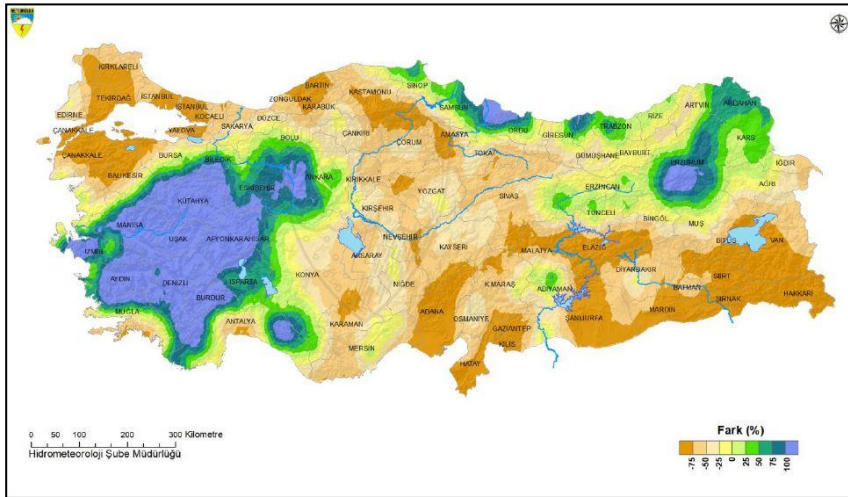 KIRKLARELİ
TEKİRDAĞ
İSTANBUL
İSTANBUL
EDİRNE
ÇANAKKALE
ÇANAKKALE
KOCAELİ
YALOVA
SAKARYA
DÜZCE
ZONGULDAK
BARTIN
KARABÜK
KASTAMONU
SİNOP
SAMSUN
ORDU
GİRESUN
TRABZON
RİZE
ARTVİN
ARDAHAN
KARS
IĞDIR
AĞRI
BOLU
ÇANKIRI
ÇORUM
AMASYA
TOKAT
GÜMÜŞHANE
BAYBURT
ERZURUM
BURSA
BİLECİK
BALIKESİR
ESKİŞEHİR
ANKARA
KIRIKKALE
YOZGAT
SİVAS
ERZİNCAN
TUNCELİ
BİNGÖL
MUŞ
KÜTAHYA
MANİSA
UŞAK
AFYONKARAHİSAR
KIRŞEHİR
NEVŞEHİR
KAYSERİ
MALATYA
ELAZIĞ
BİTLİS
VAN
İZMİR
AYDIN
DENİZLİ
ISPARTA
BURDUR
KONYA
AKSARAY
NİĞDE
K.MARAŞ
ADIYAMAN
DİYARBAKIR
BATMAN
SİİRT
ŞIRNAK
HAKKARİ
MUĞLA
ANTALYA
KARAMAN
MERSİN
ADANA
OSMANİYE
GAZİANTEP
KİLİS
HATAY
ŞANLIURFA
MARDİN
0 50 100 200 300 Kilometre
Hidrometeoroloji Şube Müdürlüğü
Fark (%)
-75 -50 -25 0 25 50 75 100